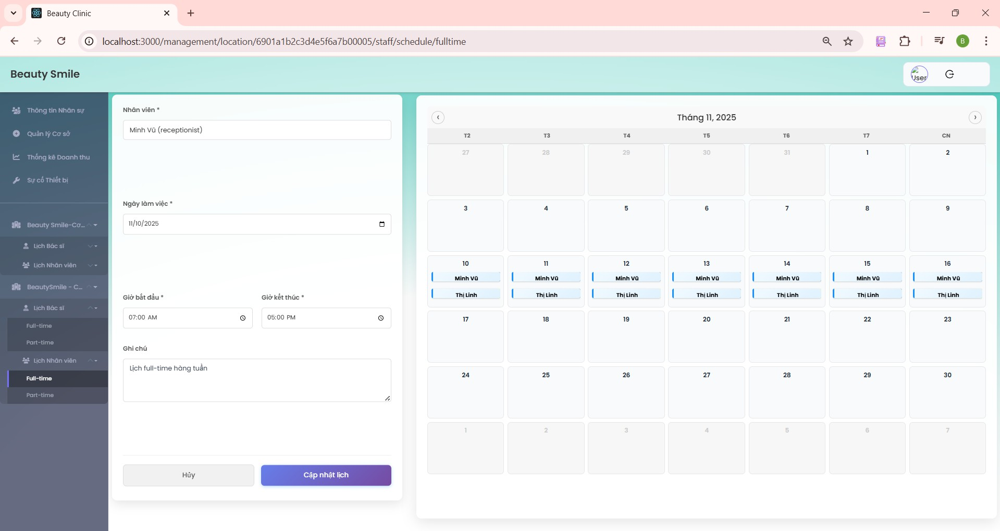 Beauty Clinic
localhost:3000/management/location/6901a1b2c3d4e5f6a7b00005/staff/schedule/fulltime
B
Beauty Smile
User
Thông tin Nhân sự
Quản lý Cơ sở
Thống kê Doanh thu
Sự cố Thiết bị
Beauty Smile-Cơ...
Lịch Bác sĩ
Lịch Nhân viên
BeautySmile - C...
Lịch Bác sĩ
Full-time
Part-time
Lịch Nhân viên
Full-time
Part-time
Nhân viên *
Minh Vũ (receptionist)
Ngày làm việc *
11/10/2025
Giờ bắt đầu * Giờ kết thúc *
07:00 AM 05:00 PM
Ghi chú
Lịch full-time hàng tuần
Hủy Cập nhật lịch
‹ Tháng 11, 2025 ›
T2 T3 T4 T5 T6 T7 CN
27 28 29 30 31 1 2
3 4 5 6 7 8 9
10 11 12 13 14 15 16
Minh Vũ Minh Vũ Minh Vũ Minh Vũ Minh Vũ Minh Vũ Minh Vũ
Thị Linh Thị Linh Thị Linh Thị Linh Thị Linh Thị Linh Thị Linh
17 18 19 20 21 22 23
24 25 26 27 28 29 30
1 2 3 4 5 6 7